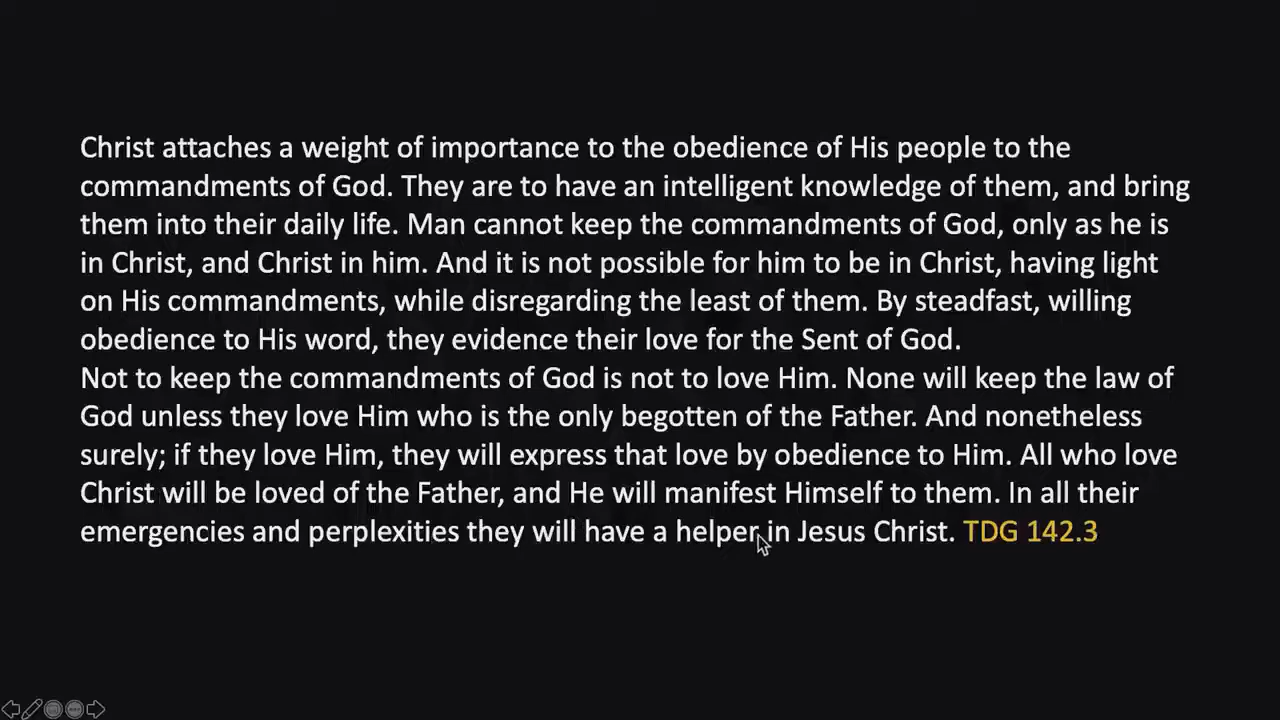 Christ attaches a weight of importance to the obedience of His people to the
commandments of God. They are to have an intelligent knowledge of them, and bring
them into their daily life. Man cannot keep the commandments of God, only as he is
in Christ, and Christ in him. And it is not possible for him to be in Christ, having light
on His commandments, while disregarding the least of them. By steadfast, willing
obedience to His word, they evidence their love for the Sent of God.
Not to keep the commandments of God is not to love Him. None will keep the law of
God unless they love Him who is the only begotten of the Father. And nonetheless
surely; if they love Him, they will express that love by obedience to Him. All who love
Christ will be loved of the Father, and He will manifest Himself to them. In all their
emergencies and perplexities they will have a helper in Jesus Christ. TDG 142.3